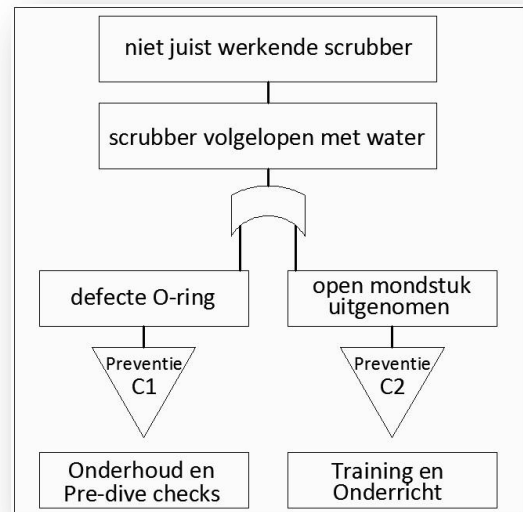 niet juist werkende scrubber
scrubber volgelopen met water
defecte O-ring
open mondstuk
uitgenomen
Preventie
C1
Preventie
C2
Onderhoud en
Pre-dive checks
Training en
Onderricht